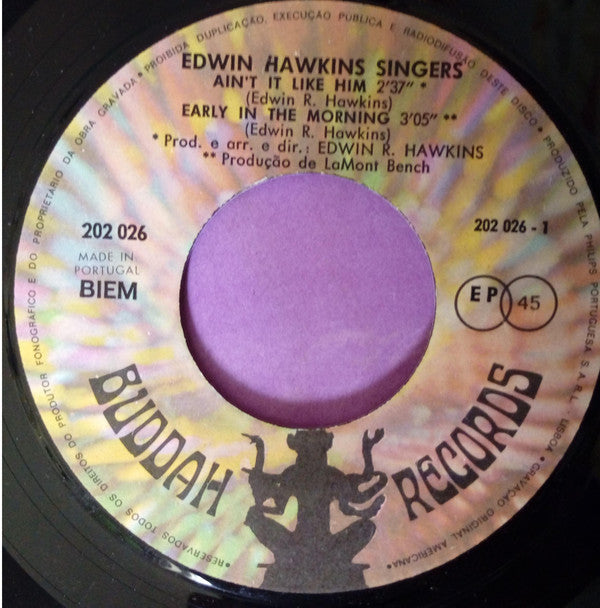 EDWIN HAWKINS SINGERS
AIN'T IT LIKE HIM 2'37" *
(Edwin R. Hawkins)
EARLY IN THE MORNING 3'05" **
(Edwin R. Hawkins)
* Prod. e arr. e dir.: EDWIN R. HAWKINS
** Produção de LaMont Bench
202 026
MADE IN
PORTUGAL
BIEM
202 026 - 1
EP 45
BUDDAH RECORDS
• RESERVADOS TODOS OS DIREITOS DO PRODUTOR FONOGRÁFICO E DO PROPRIETÁRIO DA OBRA GRAVADA • PROIBIDA DUPLICAÇÃO, EXECUÇÃO PUBLICA E RADIODIFUSÃO DESTE DISCO • PRODUZIDO PELA PHILIPS PORTUGUESA S.A.R.L. - LISBOA • GRAVAÇÃO ORIGINAL AMERICANA •